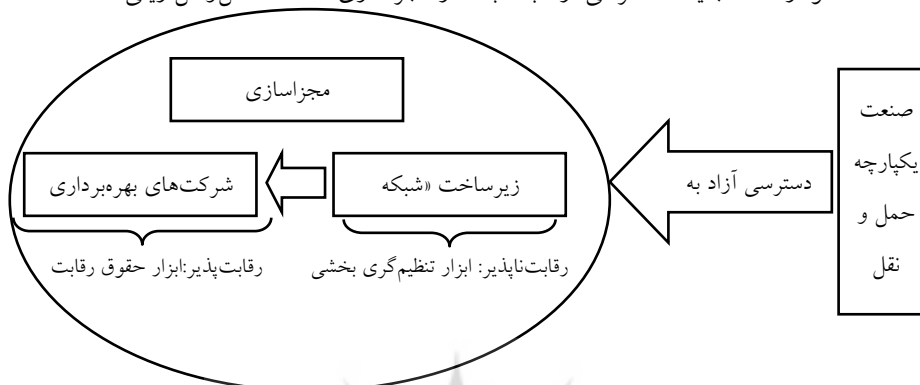 مجزاسازی
صنعت
یکپارچه
حمل و
نقل
دسترسی آزاد به
زیرساخت «شبکه
شرکت‌های بهره‌برداری
رقابت‌ناپذیر: ابزار تنظیم‌گری بخشی
رقابت‌پذیر:ابزار حقوق رقابت